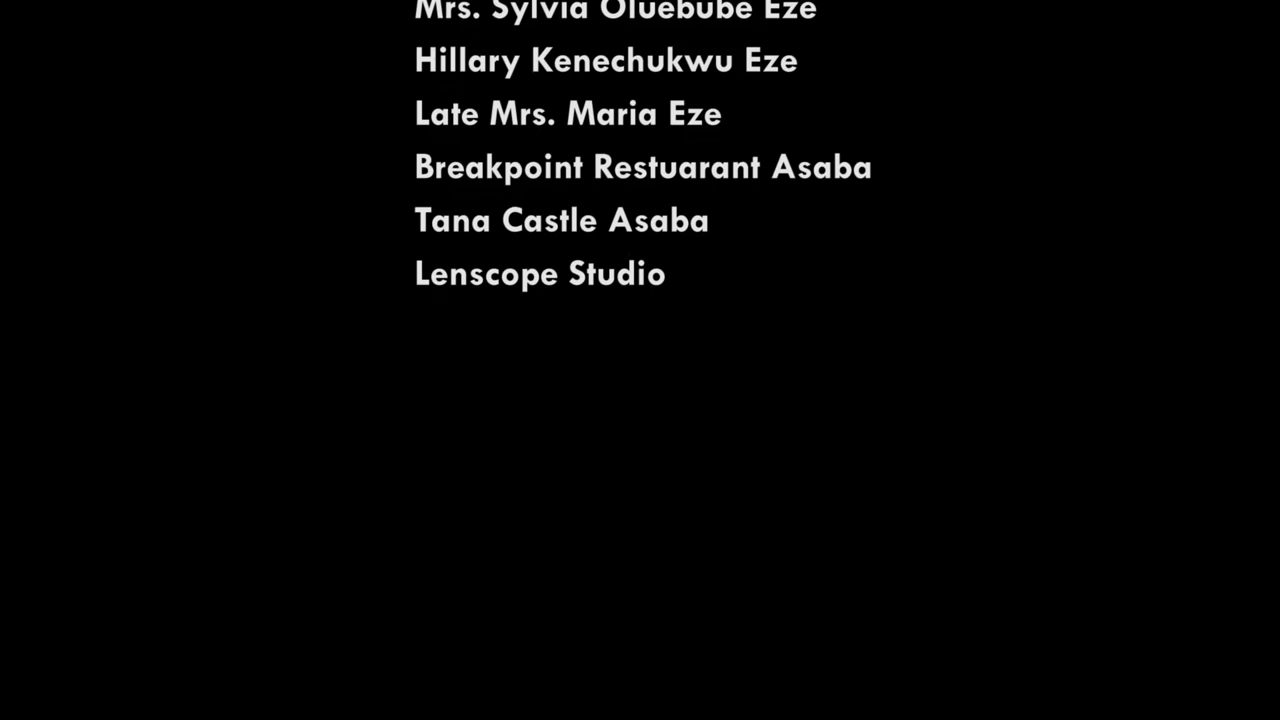 Mrs. Sylvia Oluebube Eze
Hillary Kenechukwu Eze
Late Mrs. Maria Eze
Breakpoint Restuarant Asaba
Tana Castle Asaba
Lenscope Studio